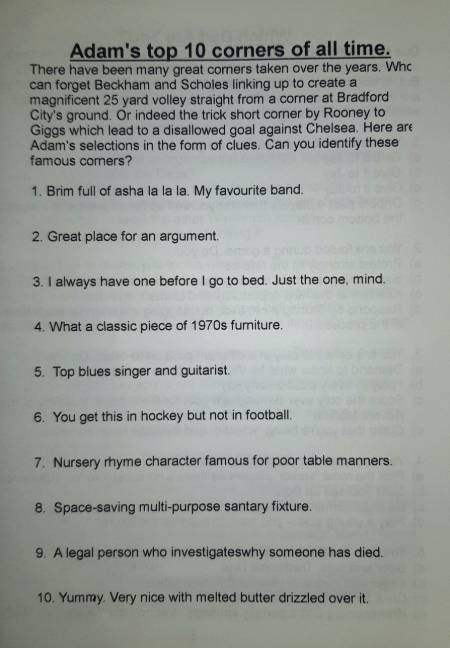 Adam's top 10 corners of all time.
There have been many great corners taken over the years. Who
can forget Beckham and Scholes linking up to create a
magnificent 25 yard volley straight from a corner at Bradford
City's ground. Or indeed the trick short corner by Rooney to
Giggs which lead to a disallowed goal against Chelsea. Here are
Adam's selections in the form of clues. Can you identify these
famous corners?
1. Brim full of asha la la la. My favourite band.
2. Great place for an argument.
3. I always have one before I go to bed. Just the one, mind.
4. What a classic piece of 1970s furniture.
5. Top blues singer and guitarist.
6. You get this in hockey but not in football.
7. Nursery rhyme character famous for poor table manners.
8. Space-saving multi-purpose santary fixture.
9. A legal person who investigateswhy someone has died.
10. Yummy. Very nice with melted butter drizzled over it.